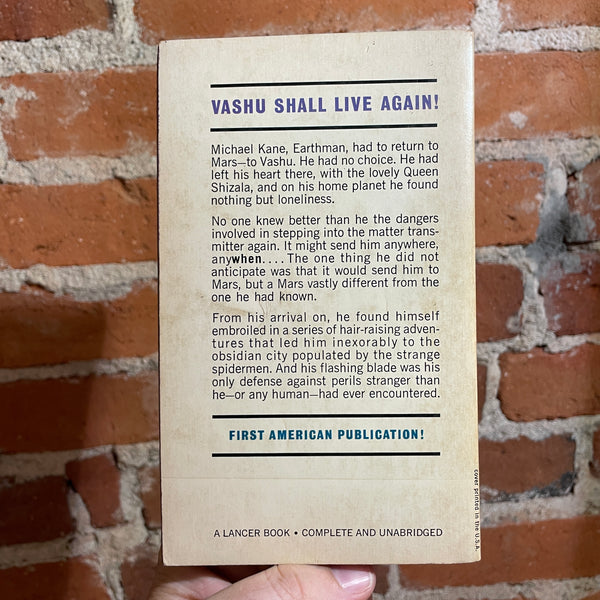 VASHU SHALL LIVE AGAIN!
Michael Kane, Earthman, had to return to
Mars—to Vashu. He had no choice. He had
left his heart there, with the lovely Queen
Shizala, and on his home planet he found
nothing but loneliness.
No one knew better than he the dangers
involved in stepping into the matter trans-
mitter again. It might send him anywhere,
anywhen.... The one thing he did not
anticipate was that it would send him to
Mars, but a Mars vastly different from the
one he had known.
From his arrival on, he found himself
embroiled in a series of hair-raising adven-
tures that led him inexorably to the
obsidian city populated by the strange
spidermen. And his flashing blade was his
only defense against perils stranger than
he—or any human—had ever encountered.
FIRST AMERICAN PUBLICATION!
A LANCER BOOK • COMPLETE AND UNABRIDGED
cover printed in the U.S.A.